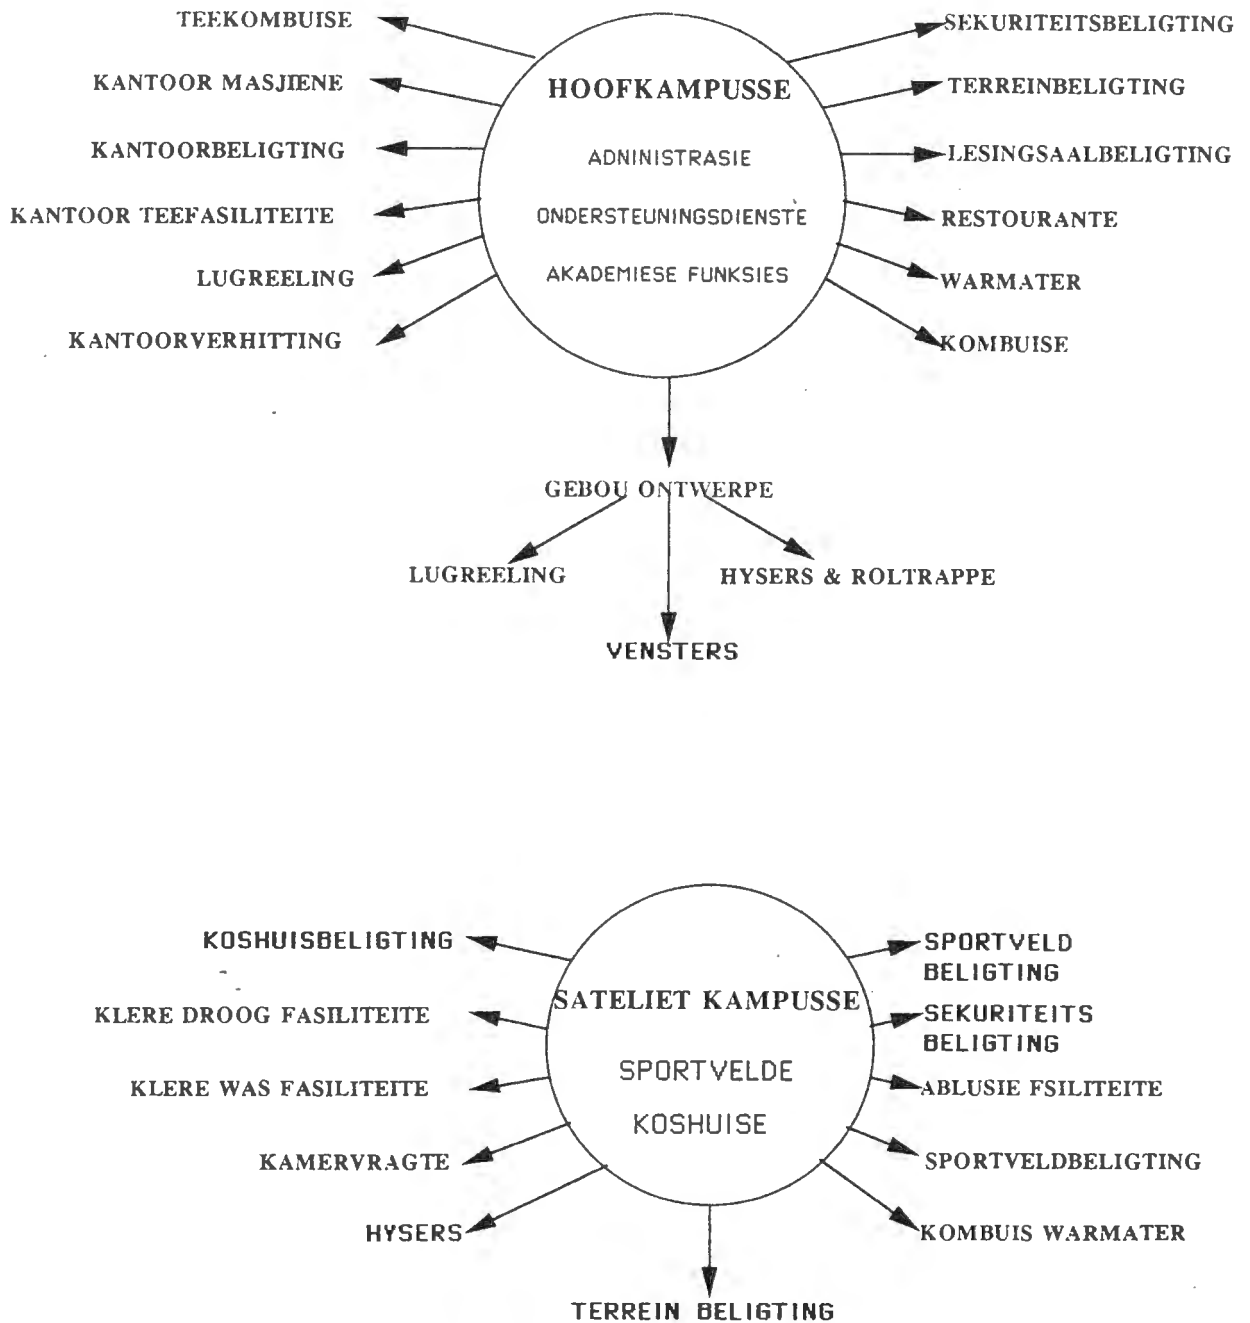 TEEKOMBUISE
KANTOOR MASJIENE
KANTOORBELIGTING
KANTOOR TEEFASILITEITE
LUGREELING
KANTOORVERHITTING
HOOFKAMPUSSE
ADNINISTRASIE
ONDERSTEUNINGSDIENSTE
AKADEMIESE FUNKSIES
SEKURITEITSBELIGTING
TERREINBELIGTING
LESINGSAALBELIGTING
RESTOURANTE
WARMATER
KOMBUISE
GEBOU ONTWERPE
LUGREELING
HYSERS & ROLTRAPPE
VENSTERS
KOSHUISBELIGTING
KLERE DROOG FASILITEITE
KLERE WAS FASILITEITE
KAMERVRAGTE
HYSERS
SATELIET KAMPUSSE
SPORTVELDE
KOSHUISE
SPORTVELD
BELIGTING
SEKURITEITS
BELIGTING
ABLUSIE FSILITEITE
SPORTVELDBELIGTING
KOMBUIS WARMATER
TERREIN BELIGTING